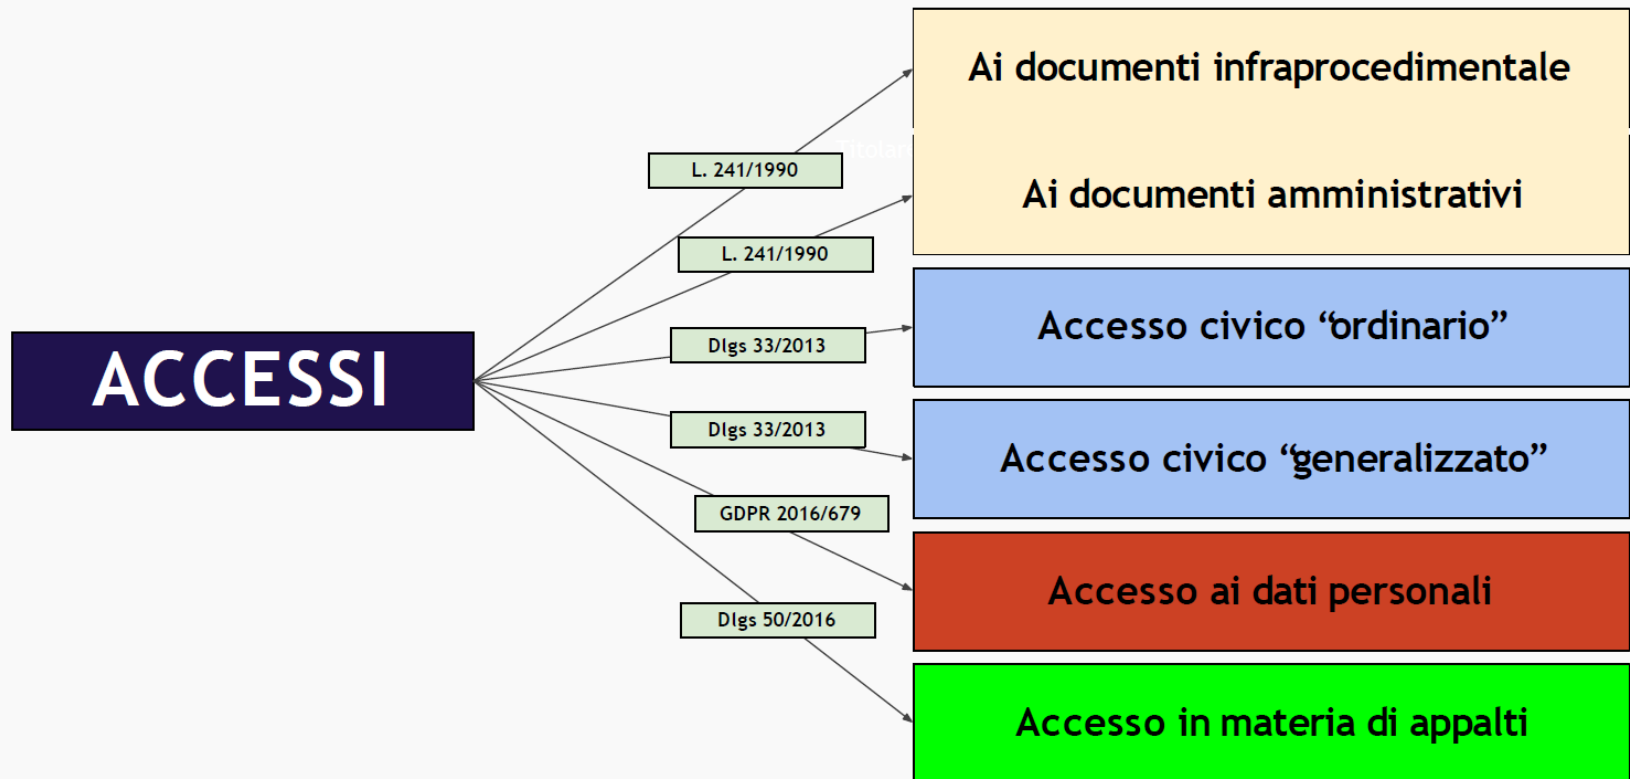 Ai documenti infraprocedimentale
Titolare
L. 241/1990
Ai documenti amministrativi
L. 241/1990
Accesso civico “ordinario”
Dlgs 33/2013
ACCESSI
Dlgs 33/2013
Accesso civico “generalizzato”
GDPR 2016/679
Accesso ai dati personali
Dlgs 50/2016
Accesso in materia di appalti